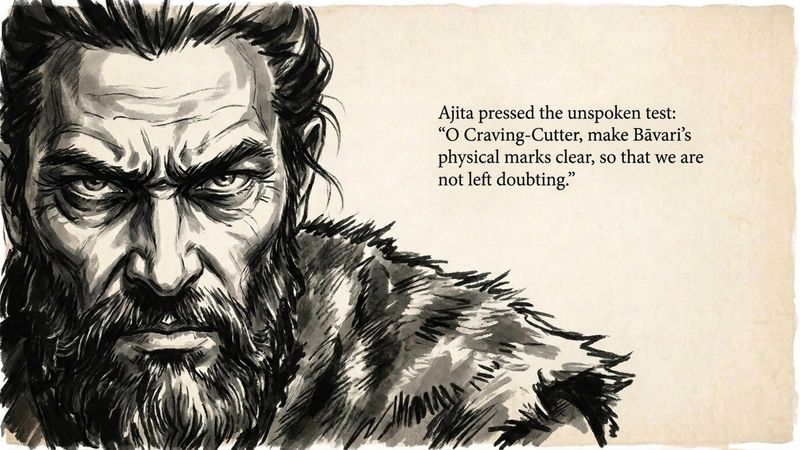 Ajita pressed the unspoken test:
“O Craving-Cutter, make Bāvari’s
physical marks clear, so that we are
not left doubting.”